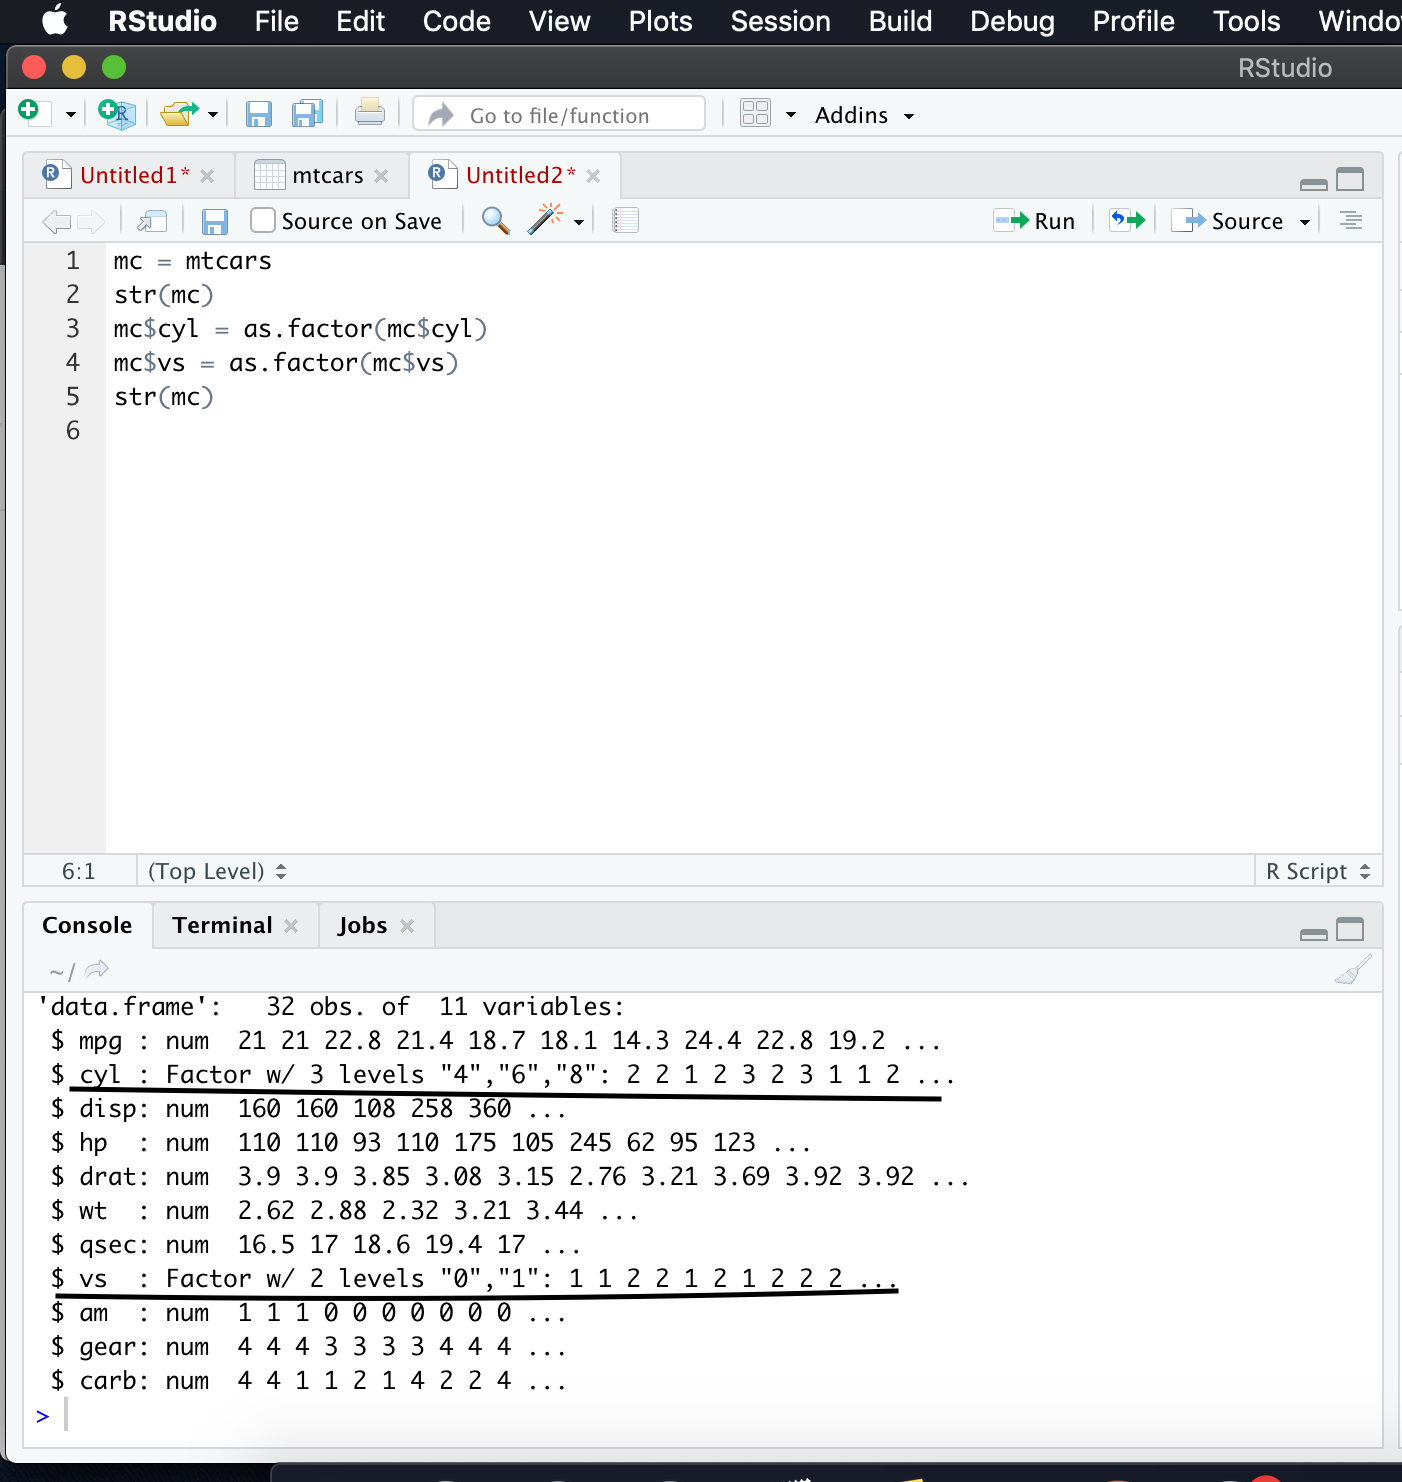 RStudio File Edit Code View Plots Session Build Debug Profile Tools Windo
RStudio
Go to file/function Addins
Untitled1* mtcars Untitled2*
Source on Save Run Source
1 mc = mtcars
2 str(mc)
3 mc$cyl = as.factor(mc$cyl)
4 mc$vs = as.factor(mc$vs)
5 str(mc)
6
6:1 (Top Level) R Script
Console Terminal Jobs
~/
'data.frame':   32 obs. of  11 variables:
 $ mpg : num  21 21 22.8 21.4 18.7 18.1 14.3 24.4 22.8 19.2 ...
 $ cyl : Factor w/ 3 levels "4","6","8": 2 2 1 2 3 2 3 1 1 2 ...
 $ disp: num  160 160 108 258 360 ...
 $ hp  : num  110 110 93 110 175 105 245 62 95 123 ...
 $ drat: num  3.9 3.9 3.85 3.08 3.15 2.76 3.21 3.69 3.92 3.92 ...
 $ wt  : num  2.62 2.88 2.32 3.21 3.44 ...
 $ qsec: num  16.5 17 18.6 19.4 17 ...
 $ vs  : Factor w/ 2 levels "0","1": 1 1 2 2 1 2 1 2 2 2 ...
 $ am  : num  1 1 1 0 0 0 0 0 0 0 ...
 $ gear: num  4 4 4 3 3 3 3 4 4 4 ...
 $ carb: num  4 4 1 1 2 1 4 2 2 4 ...
>